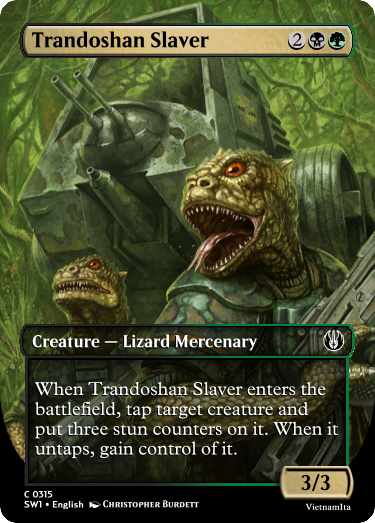 Trandoshan Slaver 2
Creature — Lizard Mercenary
When Trandoshan Slaver enters the
battlefield, tap target creature and
put three stun counters on it. When it
untaps, gain control of it.
3/3
C 0315
SW1 • English Christopher Burdett
VietnamIta